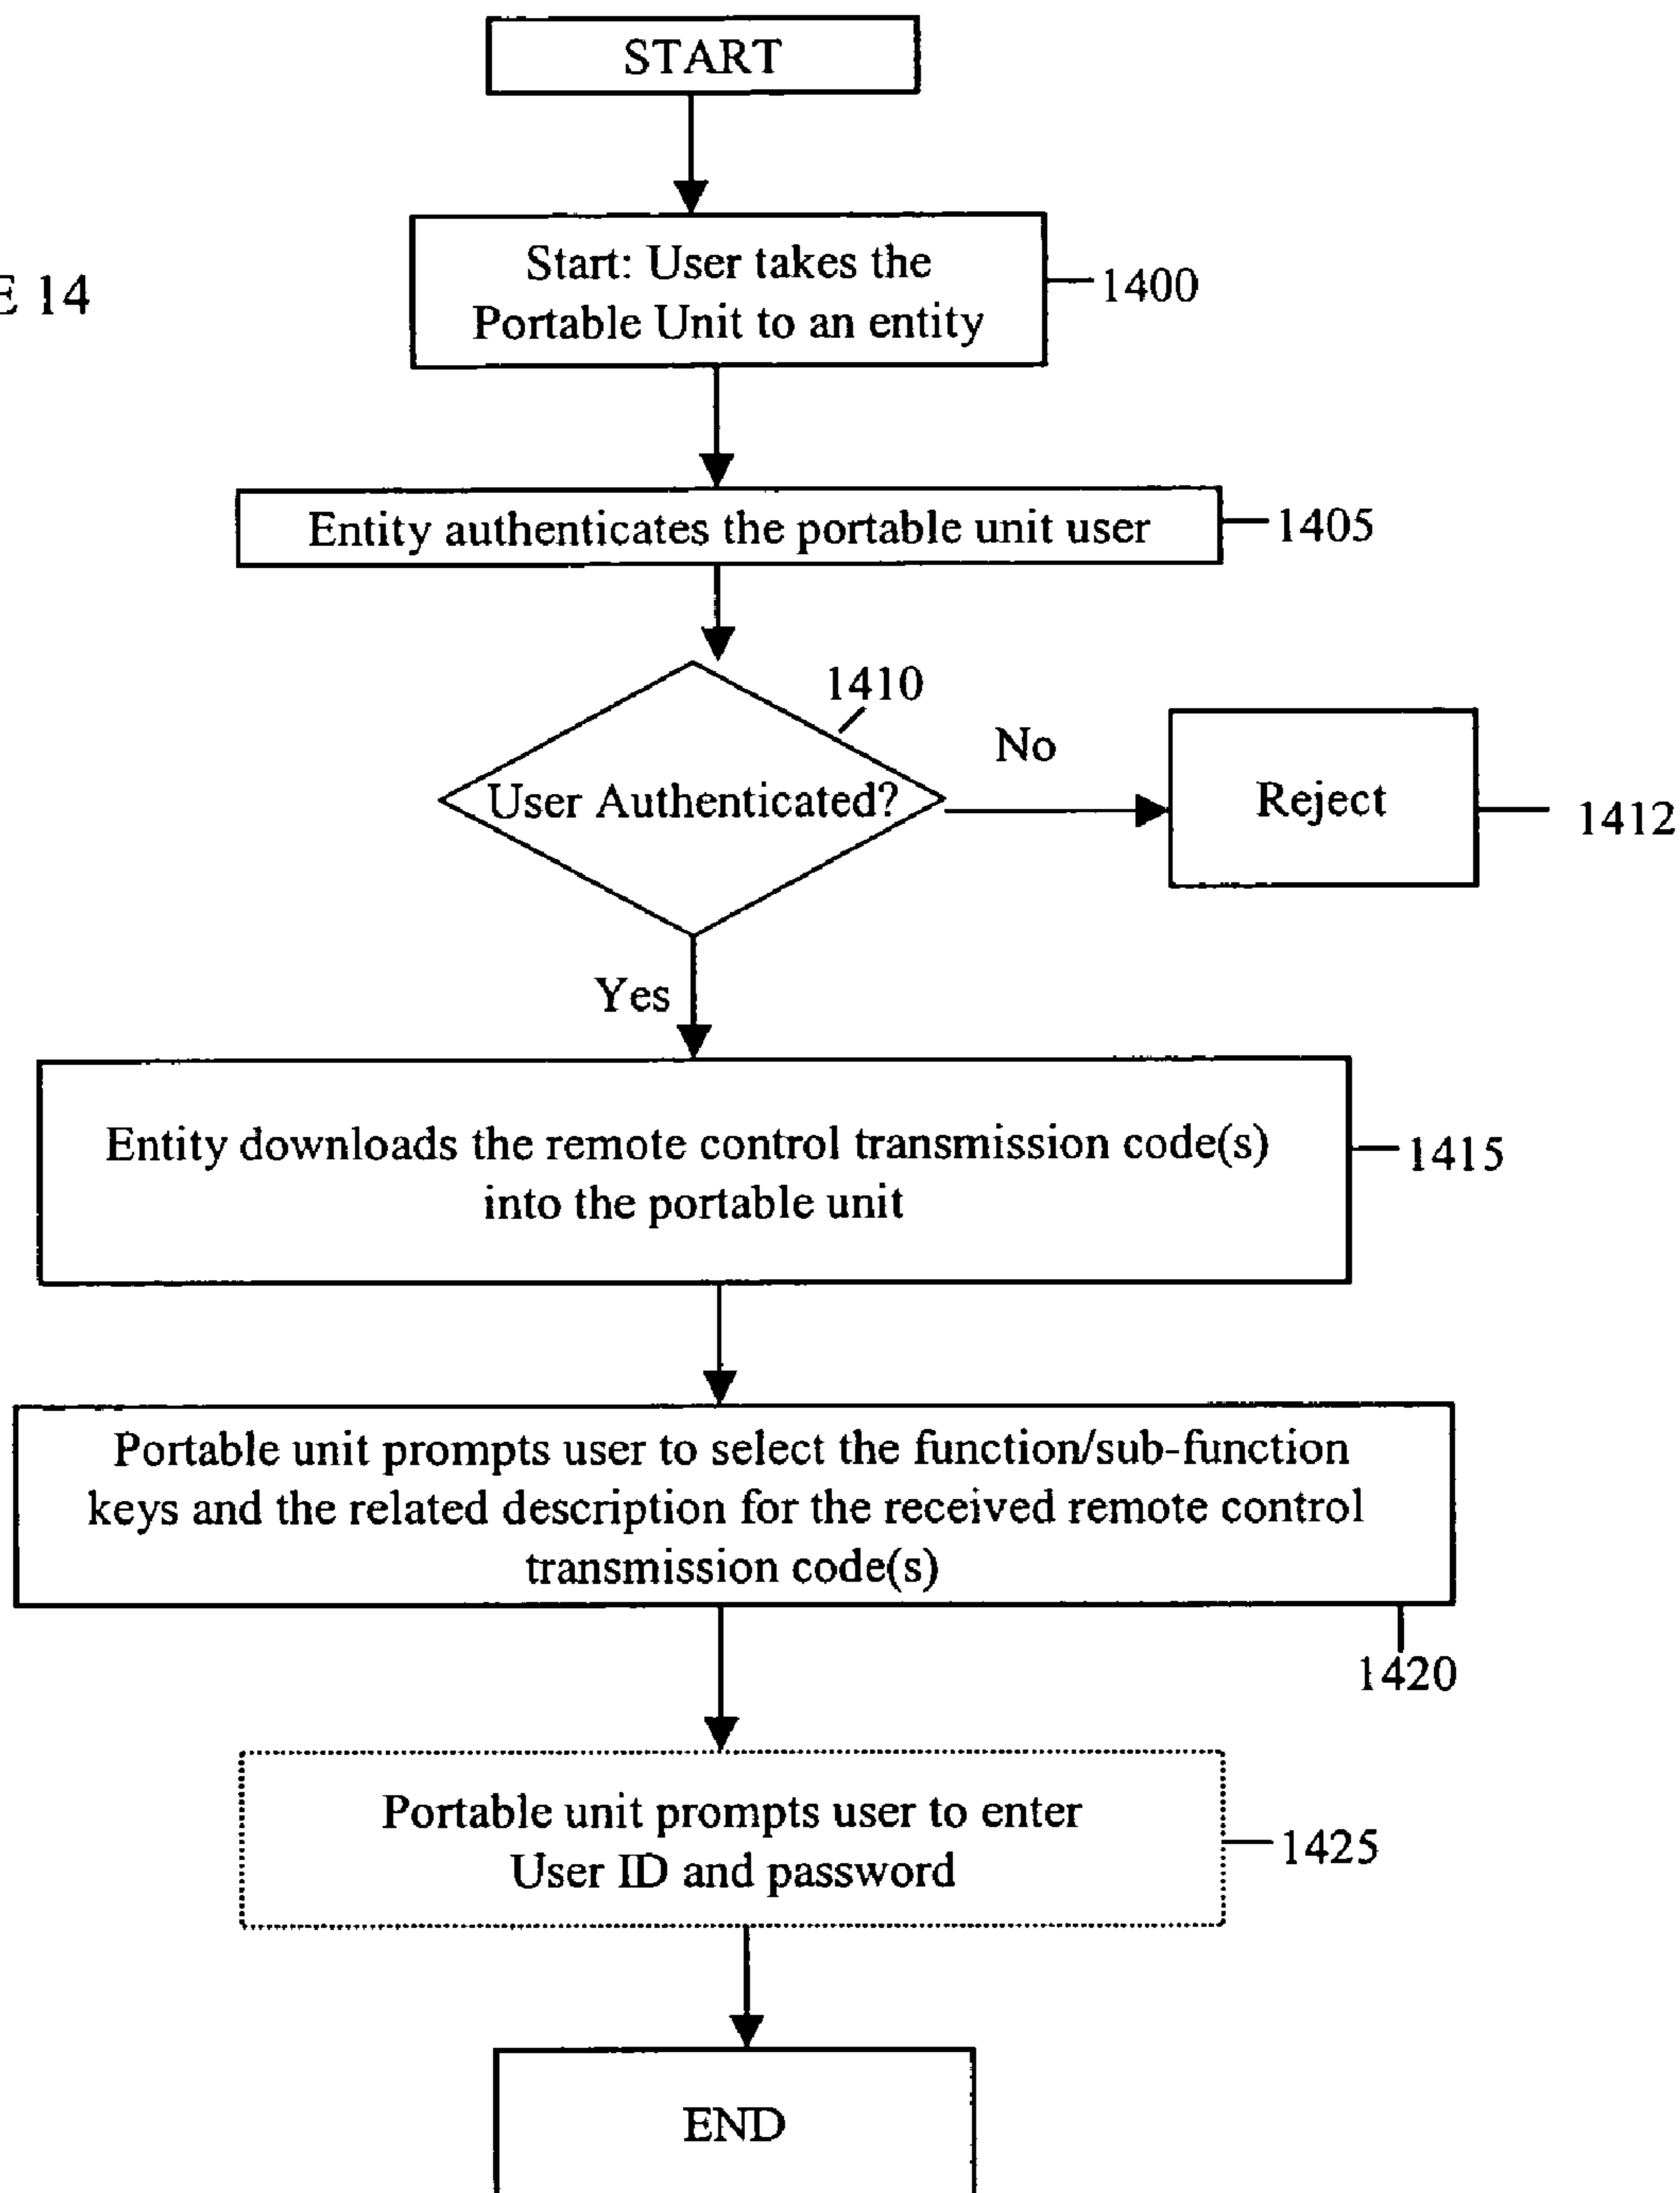 START
E 14
Start: User takes the
Portable Unit to an entity
1400
Entity authenticates the portable unit user
1405
1410
User Authenticated?
No
Reject
1412
Yes
Entity downloads the remote control transmission code(s)
into the portable unit
1415
Portable unit prompts user to select the function/sub-function
keys and the related description for the received remote control
transmission code(s)
1420
Portable unit prompts user to enter
User ID and password
1425
END